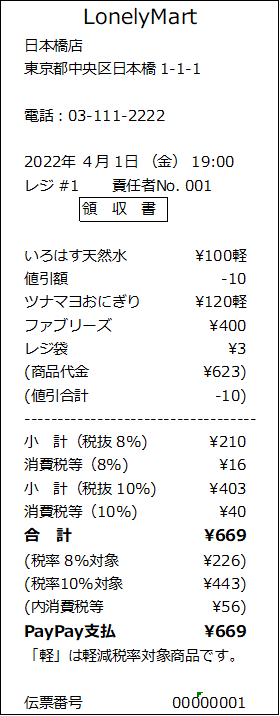 LonelyMart
日本橋店
東京都中央区日本橋 1-1-1
電話：03-111-2222
2022年 4月 1日 （金） 19:00
レジ #1 責任者No. 001
領 収 書
いろはす天然水 ¥100軽
値引額 -10
ツナマヨおにぎり ¥120軽
ファブリーズ ¥400
レジ袋 ¥3
(商品代金 ¥623)
(値引合計 -10)
--------------------------------
小 計（税抜 8%） ¥210
消費税等（8%） ¥16
小 計（税抜 10%） ¥403
消費税等（10%） ¥40
合 計 ¥669
(税率 8%対象 ¥226)
(税率10%対象 ¥443)
(内消費税等 ¥56)
PayPay支払 ¥669
「軽」は軽減税率対象商品です。
伝票番号 00000001